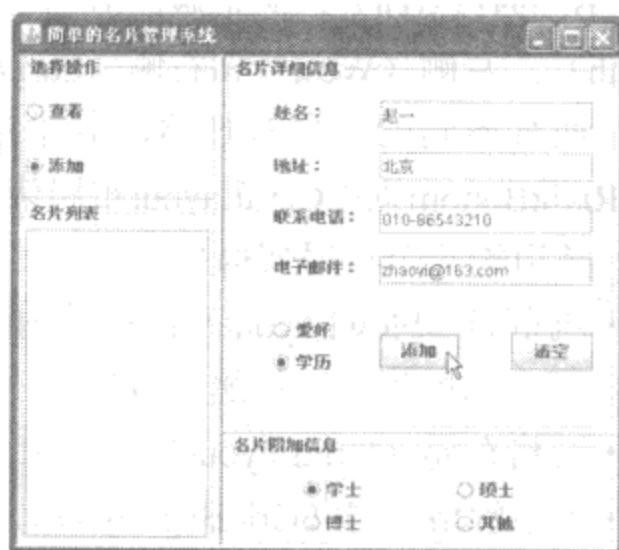 简单的名片管理系统
选择操作
查看
添加
名片列表
名片详细信息
姓名：
赵一
地址：
北京
联系电话：
010-86543210
电子邮件：
zhaoyi@163.com
爱好
学历
添加
清空
名片附加信息
学士
硕士
博士
其他